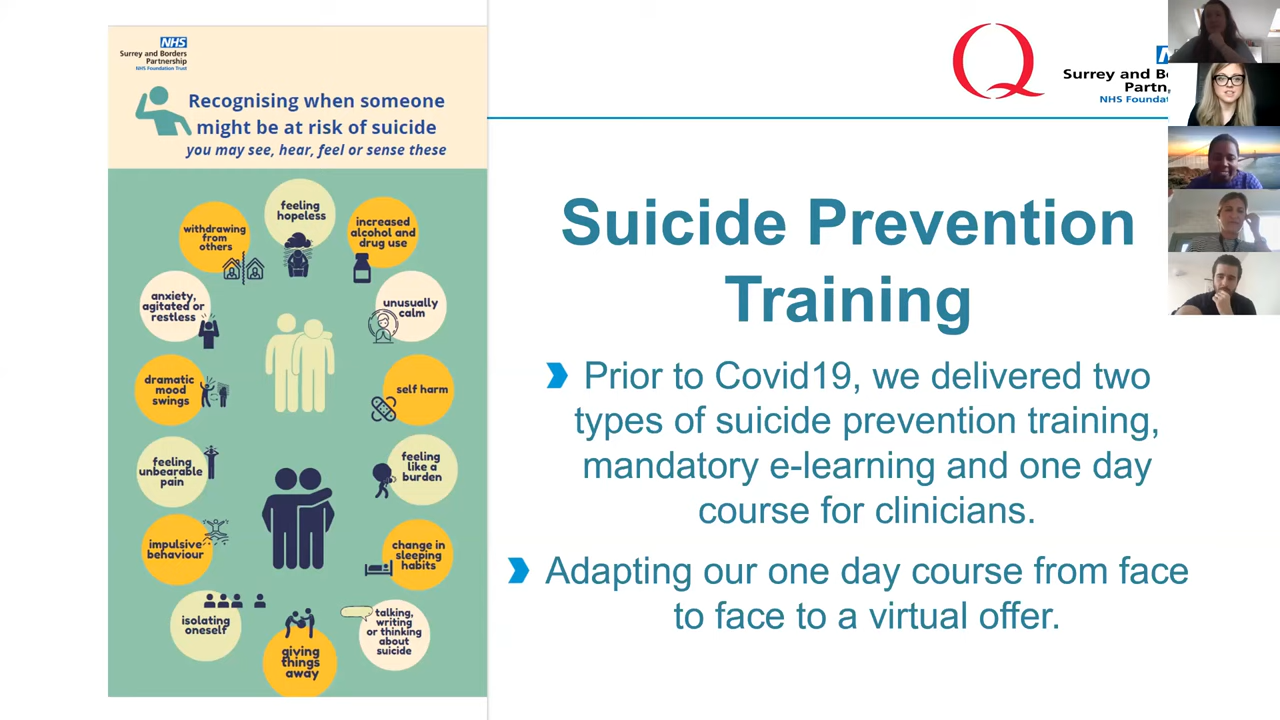 NHS
Surrey and Borders
Partnership
NHS Foundation Trust
Recognising when someone
might be at risk of suicide
you may see, hear, feel or sense these
feeling
hopeless
increased
alcohol and
drug use
unusually
calm
self harm
feeling
like a
burden
change in
sleeping
habits
talking,
writing
or thinking
about
suicide
giving
things
away
isolating
oneself
impulsive
behaviour
feeling
unbearable
pain
dramatic
mood
swings
anxiety,
agitated or
restless
withdrawing
from
others
Q
Surrey and Bo
Partn
NHS Founda
Suicide Prevention
Training
Prior to Covid19, we delivered two
types of suicide prevention training,
mandatory e-learning and one day
course for clinicians.
Adapting our one day course from face
to face to a virtual offer.